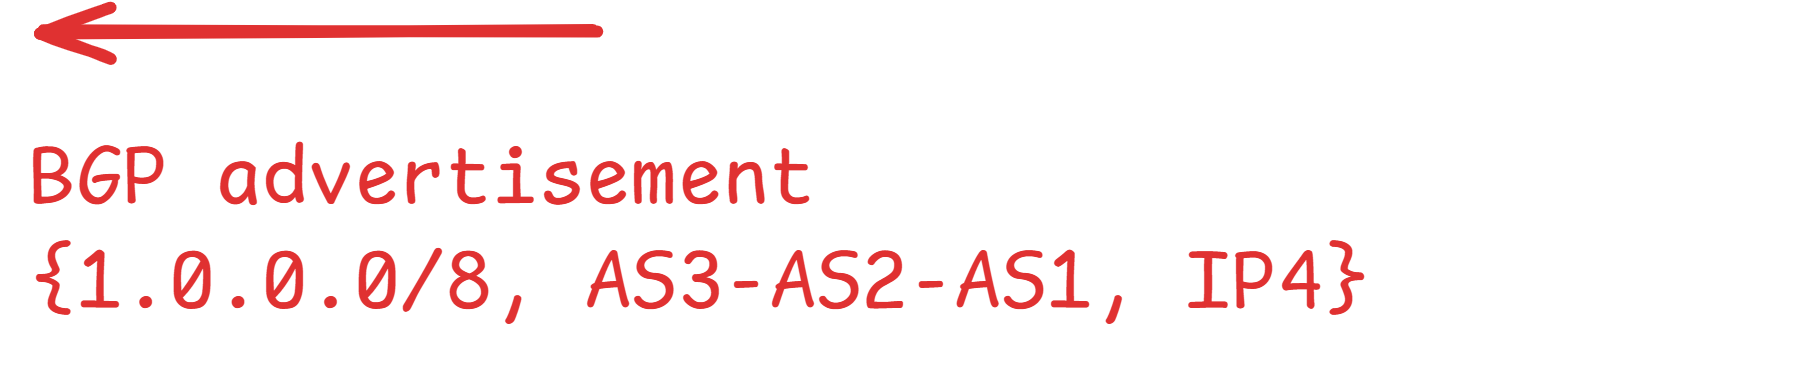 BGP advertisement
{1.0.0.0/8, AS3-AS2-AS1, IP4}